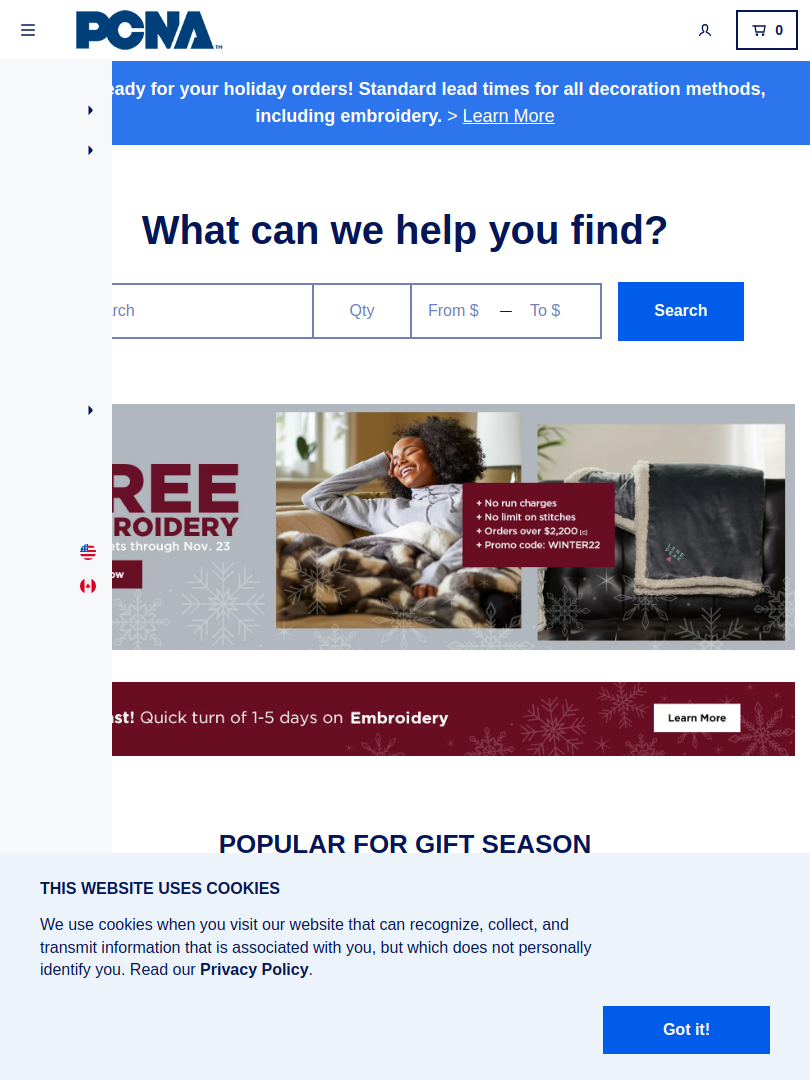 PCNA
TM
0
eady for your holiday orders! Standard lead times for all decoration methods,
including embroidery. > Learn More
What can we help you find?
rch
Qty
From $ — To $
Search
REE
ROIDERY
ets through Nov. 23
ow
+ No run charges
+ No limit on stitches
+ Orders over $2,200 [C]
+ Promo code: WINTER22
ast! Quick turn of 1-5 days on Embroidery
Learn More
POPULAR FOR GIFT SEASON
THIS WEBSITE USES COOKIES
We use cookies when you visit our website that can recognize, collect, and
transmit information that is associated with you, but which does not personally
identify you. Read our Privacy Policy.
Got it!